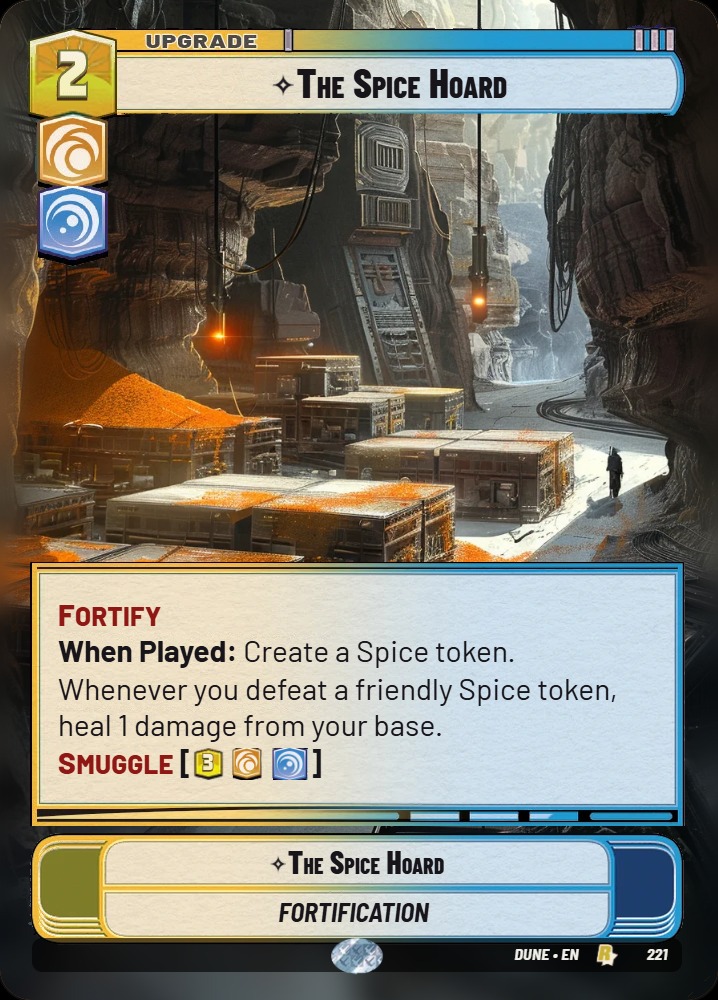 UPGRADE
2
✧THE SPICE HOARD
FORTIFY
When Played: Create a Spice token.
Whenever you defeat a friendly Spice token,
heal 1 damage from your base.
SMUGGLE [3]
✧THE SPICE HOARD
FORTIFICATION
DUNE • EN R 221